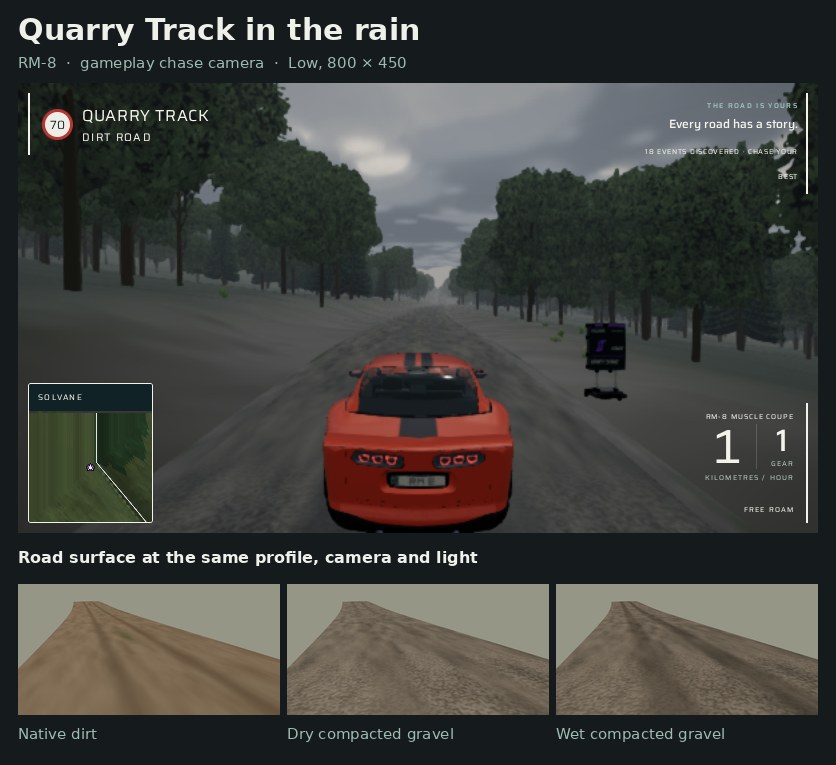 Quarry Track in the rain
RM-8 · gameplay chase camera · Low, 800 × 450
70
QUARRY TRACK
DIRT ROAD
THE ROAD IS YOURS
Every road has a story.
18 EVENTS DISCOVERED · CHASE YOUR
BEST
SOLVANE
RM-8
RM-8 MUSCLE COUPE
1
1
GEAR
KILOMETRES / HOUR
FREE ROAM
Road surface at the same profile, camera and light
Native dirt
Dry compacted gravel
Wet compacted gravel